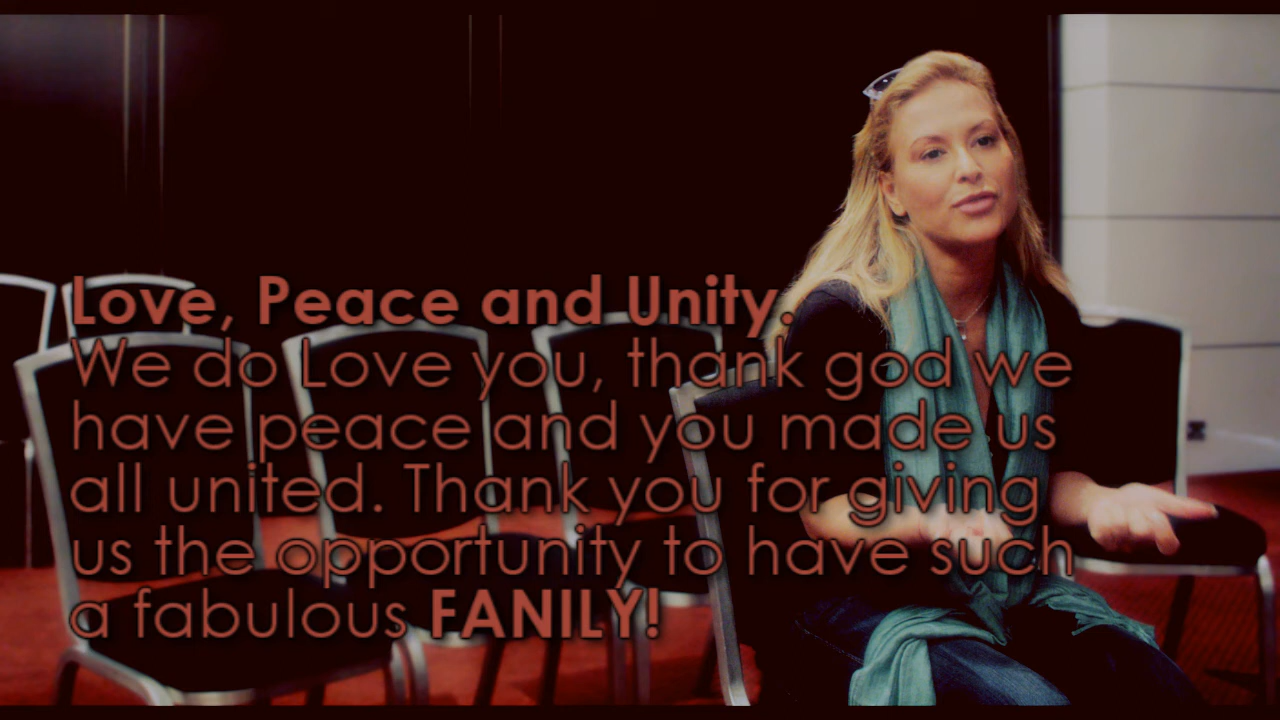 Love, Peace and Unity.
We do Love you, thank god we
have peace and you made us
all united. Thank you for giving
us the opportunity to have such
a fabulous FANILY!